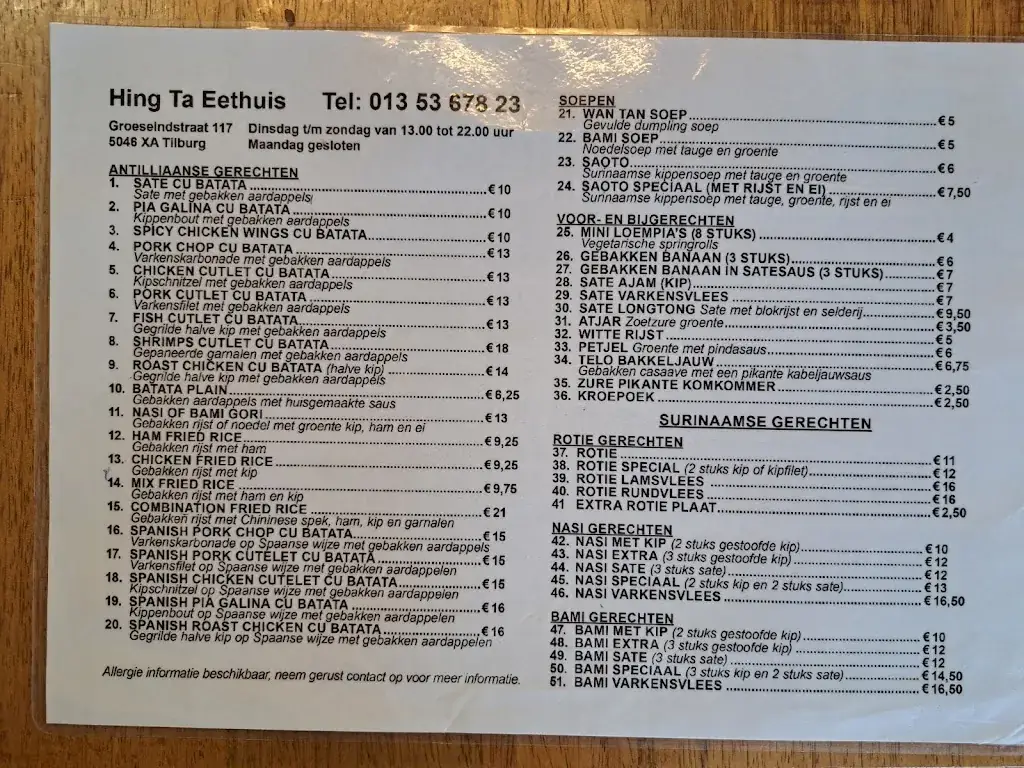 Hing Ta Eethuis Tel: 013 53 678 23
Groeseindstraat 117 Dinsdag t/m zondag van 13.00 tot 22.00 uur
5046 XA Tilburg Maandag gesloten
ANTILLIAANSE GERECHTEN
1. SATE CU BATATA € 10
Sate met gebakken aardappels
2. PIA GALINA CU BATATA € 10
Kippenbout met gebakken aardappels
3. SPICY CHICKEN WINGS CU BATATA € 10
4. PORK CHOP CU BATATA € 13
Varkenskarbonade met gebakken aardappels
5. CHICKEN CUTLET CU BATATA € 13
Kipschnitzel met gebakken aardappels
6. PORK CUTLET CU BATATA € 13
Varkensfilet met gebakken aardappels
7. FISH CUTLET CU BATATA € 13
Gegrilde halve kip met gebakken aardappels
8. SHRIMPS CUTLET CU BATATA € 18
Gepaneerde garnalen met gebakken aardappels
9. ROAST CHICKEN CU BATATA (halve kip) € 14
Gegrilde halve kip met gebakken aardappels
10. BATATA PLAIN € 6,25
Gebakken aardappels met huisgemaakte saus
11. NASI OF BAMI GORI € 13
Gebakken rijst of noedel met groente kip, ham en ei
12. HAM FRIED RICE € 9,25
Gebakken rijst met ham
13. CHICKEN FRIED RICE € 9,25
Gebakken rijst met kip
14. MIX FRIED RICE € 9,75
Gebakken rijst met ham en kip
15. COMBINATION FRIED RICE € 21
Gebakken rijst met Chininese spek, ham, kip en garnalen
16. SPANISH PORK CHOP CU BATATA € 15
Varkenskarbonade op Spaanse wijze met gebakken aardappels
17. SPANISH PORK CUTELET CU BATATA € 15
Varkensfilet op Spaanse wijze met gebakken aardappelen
18. SPANISH CHICKEN CUTELET CU BATATA € 15
Kipschnitzel op Spaanse wijze met gebakken aardappelen
19. SPANISH PIA GALINA CU BATATA € 16
Kippenbout op Spaanse wijze met gebakken aardappelen
20. SPANISH ROAST CHICKEN CU BATATA € 16
Gegrilde halve kip op Spaanse wijze met gebakken aardappelen
Allergie informatie beschikbaar, neem gerust contact op voor meer informatie.
SOEPEN
21. WAN TAN SOEP € 5
Gevulde dumpling soep
22. BAMI SOEP € 5
Noedelsoep met tauge en groente
23. SAOTO € 6
Surinaamse kippensoep met tauge en groente
24. SAOTO SPECIAAL (MET RIJST EN EI) € 7,50
Surinaamse kippensoep met tauge, groente, rijst en ei
VOOR- EN BIJGERECHTEN
25. MINI LOEMPIA'S (8 STUKS) € 4
Vegetarische springrolls
26. GEBAKKEN BANAAN (3 STUKS) € 6
27. GEBAKKEN BANAAN IN SATESAUS (3 STUKS) € 7
28. SATE AJAM (KIP) € 7
29. SATE VARKENSVLEES € 7
30. SATE LONGTONG Sate met blokrijst en selderij € 9,50
31. ATJAR Zoetzure groente € 3,50
32. WITTE RIJST € 5
33. PETJEL Groente met pindasaus € 6
34. TELO BAKKELJAUW € 6,75
Gebakken casaave met een pikante kabeljauwsaus
35. ZURE PIKANTE KOMKOMMER € 2,50
36. KROEPOEK € 2,50
SURINAAMSE GERECHTEN
ROTIE GERECHTEN
37. ROTIE € 11
38. ROTIE SPECIAL (2 stuks kip of kipfilet) € 12
39. ROTIE LAMSVLEES € 16
40. ROTIE RUNDVLEES € 16
41 EXTRA ROTIE PLAAT € 2,50
NASI GERECHTEN
42. NASI MET KIP (2 stuks gestoofde kip) € 10
43. NASI EXTRA (3 stuks gestoofde kip) € 12
44. NASI SATE (3 stuks sate) € 12
45. NASI SPECIAAL (2 stuks kip en 2 stuks sate) € 13
46. NASI VARKENSVLEES € 16,50
BAMI GERECHTEN
47. BAMI MET KIP (2 stuks gestoofde kip) € 10
48. BAMI EXTRA (3 stuks gestoofde kip) € 12
49. BAMI SATE (3 stuks sate) € 12
50. BAMI SPECIAAL (3 stuks kip en 2 stuks sate) € 14,50
51. BAMI VARKENSVLEES € 16,50